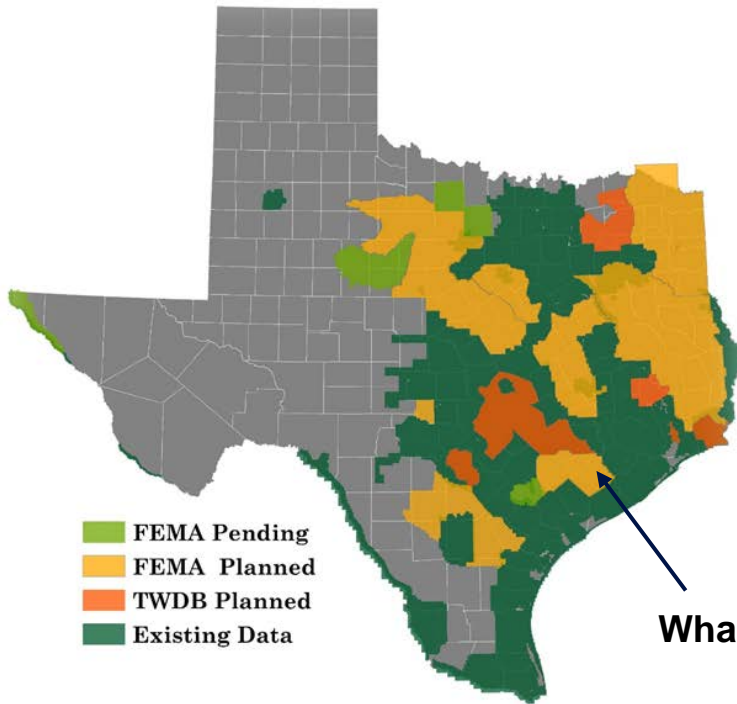 FEMA Pending
FEMA Planned
TWDB Planned
Existing Data
Wha